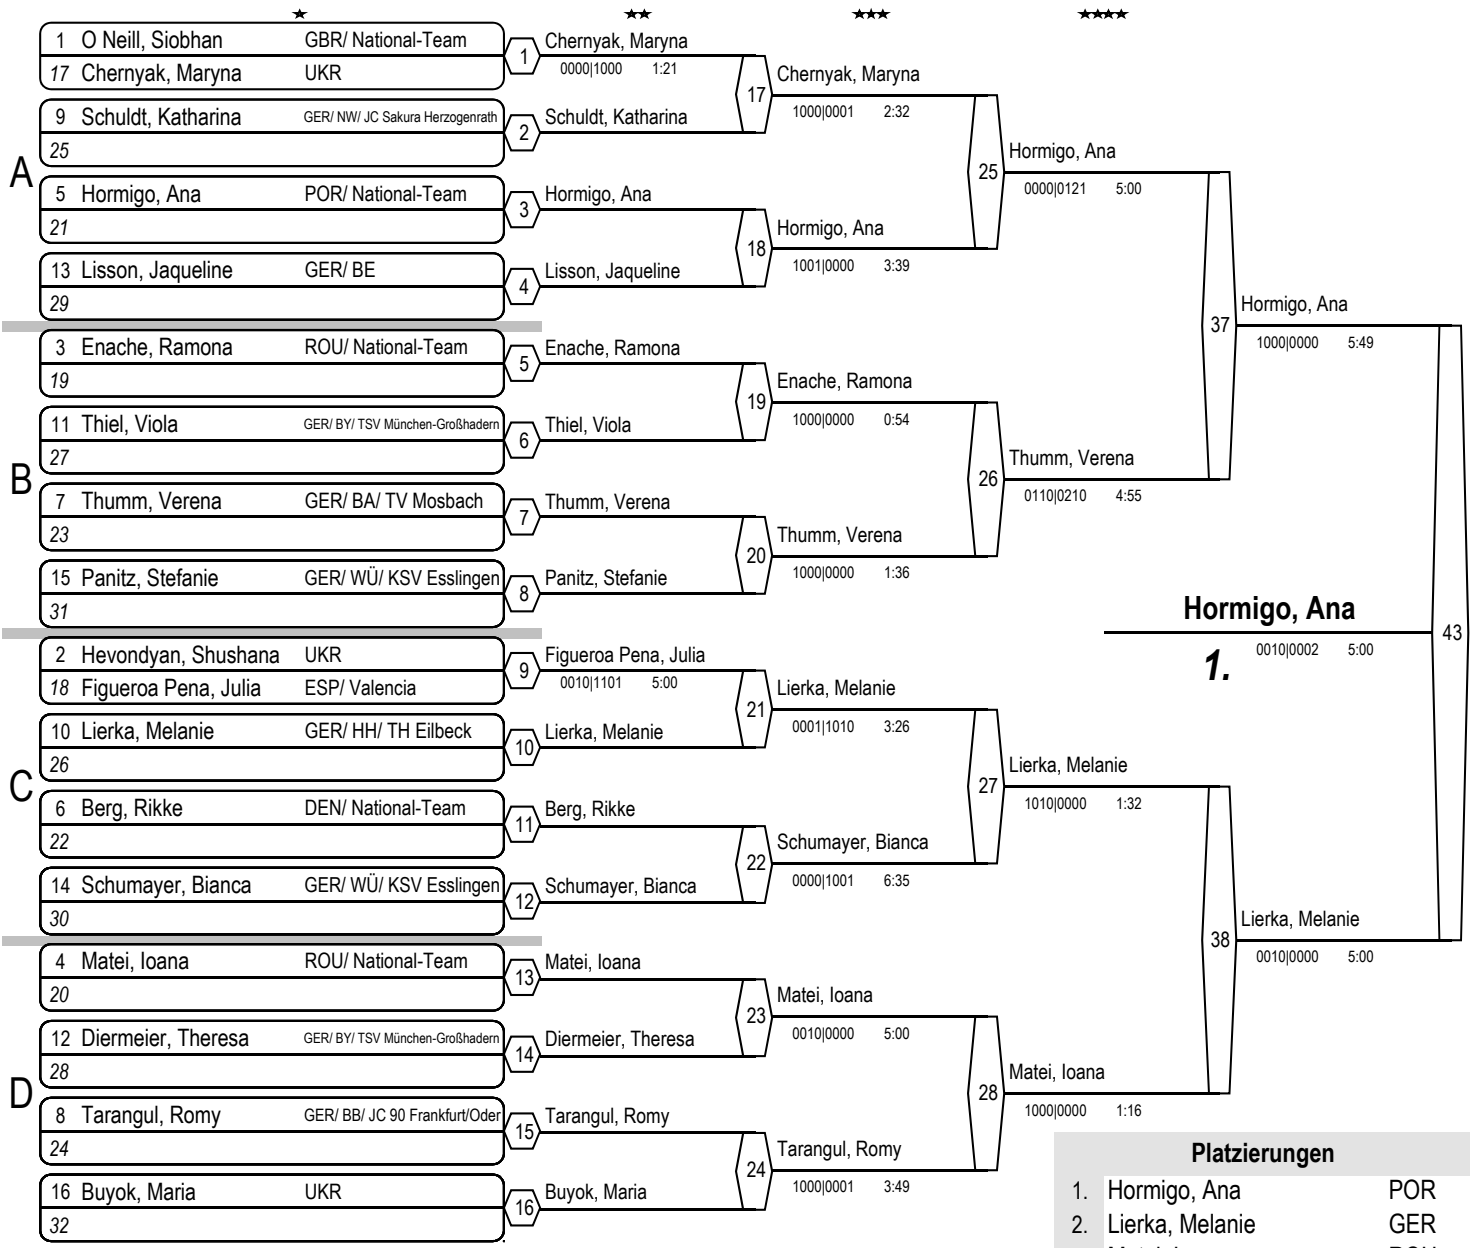 ★ ★★ ★★★ ★★★★
A
1 O Neill, Siobhan GBR/ National-Team
17 Chernyak, Maryna UKR
9 Schuldt, Katharina GER/ NW/ JC Sakura Herzogenrath
25
5 Hormigo, Ana POR/ National-Team
21
13 Lisson, Jaqueline GER/ BE
29
B
3 Enache, Ramona ROU/ National-Team
19
11 Thiel, Viola GER/ BY/ TSV München-Großhadern
27
7 Thumm, Verena GER/ BA/ TV Mosbach
23
15 Panitz, Stefanie GER/ WÜ/ KSV Esslingen
31
C
2 Hevondyan, Shushana UKR
18 Figueroa Pena, Julia ESP/ Valencia
10 Lierka, Melanie GER/ HH/ TH Eilbeck
26
6 Berg, Rikke DEN/ National-Team
22
14 Schumayer, Bianca GER/ WÜ/ KSV Esslingen
30
D
4 Matei, Ioana ROU/ National-Team
20
12 Diermeier, Theresa GER/ BY/ TSV München-Großhadern
28
8 Tarangul, Romy GER/ BB/ JC 90 Frankfurt/Oder
24
16 Buyok, Maria UKR
32
1 Chernyak, Maryna
0000|1000 1:21
2 Schuldt, Katharina
3 Hormigo, Ana
4 Lisson, Jaqueline
5 Enache, Ramona
6 Thiel, Viola
7 Thumm, Verena
8 Panitz, Stefanie
9 Figueroa Pena, Julia
0010|1101 5:00
10 Lierka, Melanie
11 Berg, Rikke
12 Schumayer, Bianca
13 Matei, Ioana
14 Diermeier, Theresa
15 Tarangul, Romy
16 Buyok, Maria
17 Chernyak, Maryna
1000|0001 2:32
18 Hormigo, Ana
1001|0000 3:39
19 Enache, Ramona
1000|0000 0:54
20 Thumm, Verena
1000|0000 1:36
21 Lierka, Melanie
0001|1010 3:26
22 Schumayer, Bianca
0000|1001 6:35
23 Matei, Ioana
0010|0000 5:00
24 Tarangul, Romy
1000|0001 3:49
25 Hormigo, Ana
0000|0121 5:00
26 Thumm, Verena
0110|0210 4:55
27 Lierka, Melanie
1010|0000 1:32
28 Matei, Ioana
1000|0000 1:16
37 Hormigo, Ana
1000|0000 5:49
38 Lierka, Melanie
0010|0000 5:00
43 Hormigo, Ana
1. 0010|0002 5:00
Platzierungen
1. Hormigo, Ana POR
2. Lierka, Melanie GER